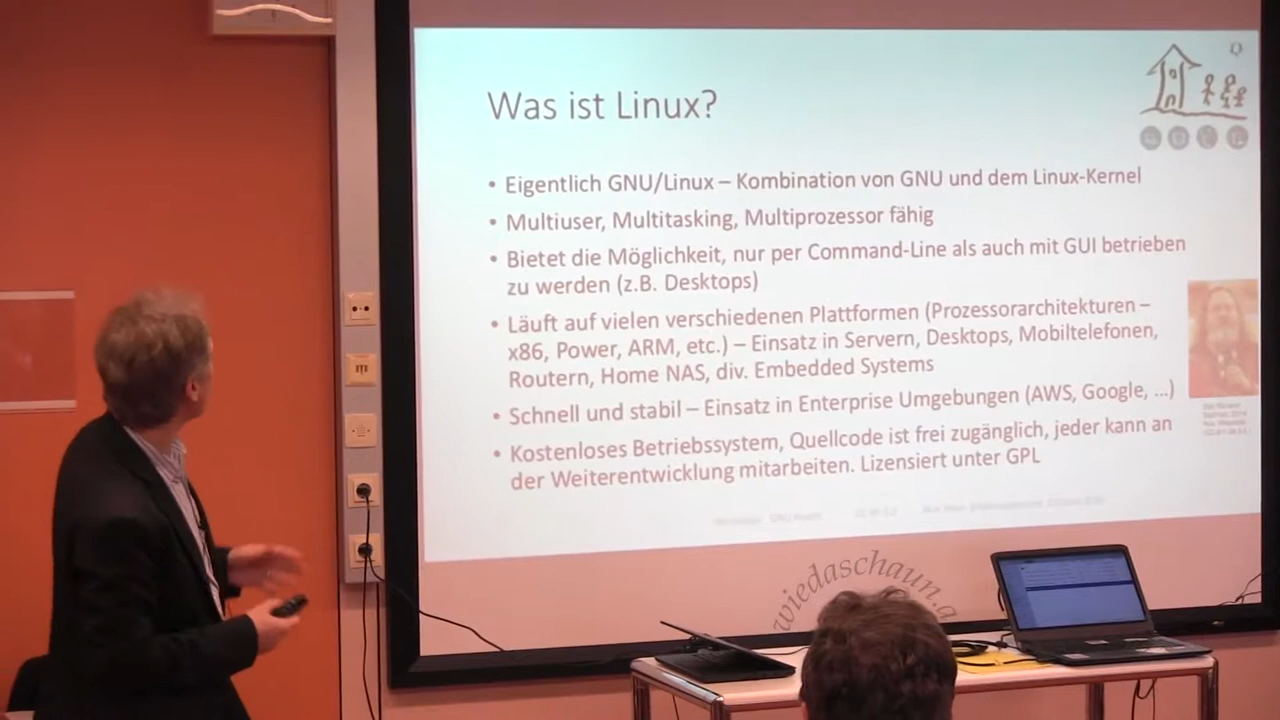 Was ist Linux?
• Eigentlich GNU/Linux – Kombination von GNU und dem Linux-Kernel
• Multiuser, Multitasking, Multiprozessor fähig
• Bietet die Möglichkeit, nur per Command-Line als auch mit GUI betrieben
zu werden (z.B. Desktops)
• Läuft auf vielen verschiedenen Plattformen (Prozessorarchitekturen –
x86, Power, ARM, etc.) – Einsatz in Servern, Desktops, Mobiltelefonen,
Routern, Home NAS, div. Embedded Systems
• Schnell und stabil – Einsatz in Enterprise Umgebungen (AWS, Google, ...)
• Kostenloses Betriebssystem, Quellcode ist frei zugänglich, jeder kann an
der Weiterentwicklung mitarbeiten. Lizensiert unter GPL
wiedaschaun.a